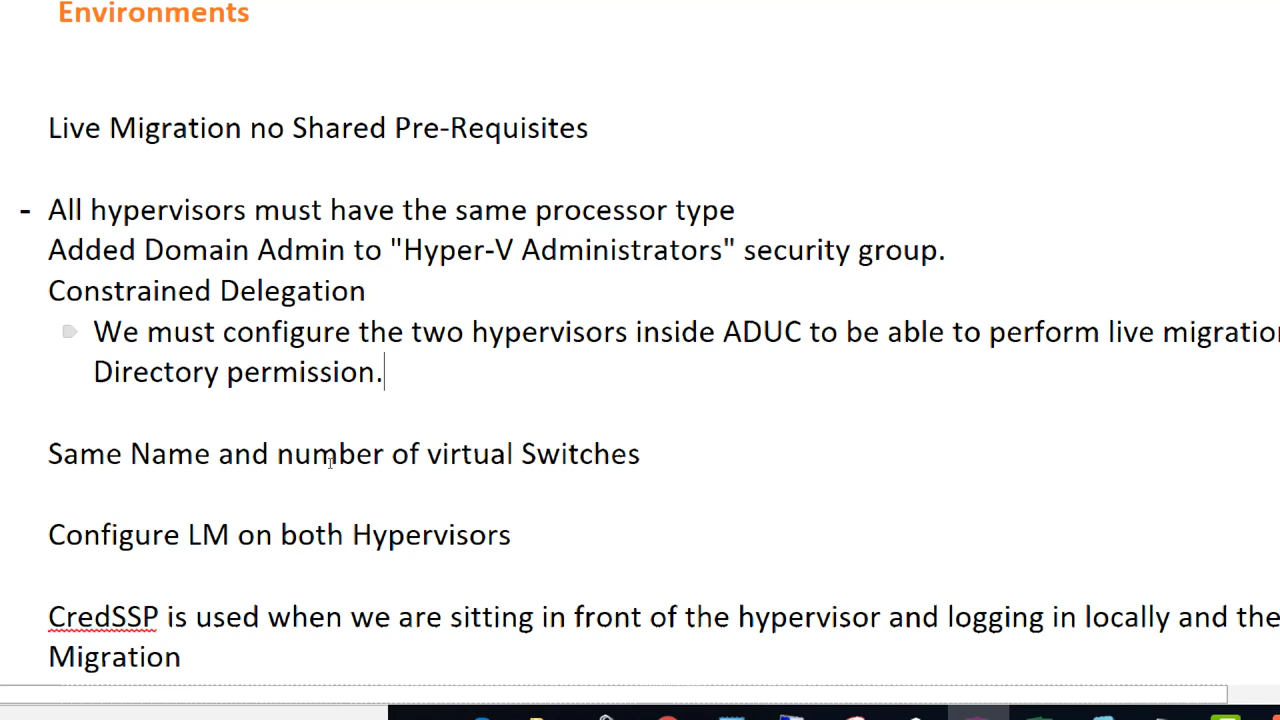 Environments
Live Migration no Shared Pre-Requisites
- All hypervisors must have the same processor type
Added Domain Admin to "Hyper-V Administrators" security group.
Constrained Delegation
We must configure the two hypervisors inside ADUC to be able to perform live migration
Directory permission.
Same Name and number of virtual Switches
Configure LM on both Hypervisors
CredSSP is used when we are sitting in front of the hypervisor and logging in locally and the
Migration